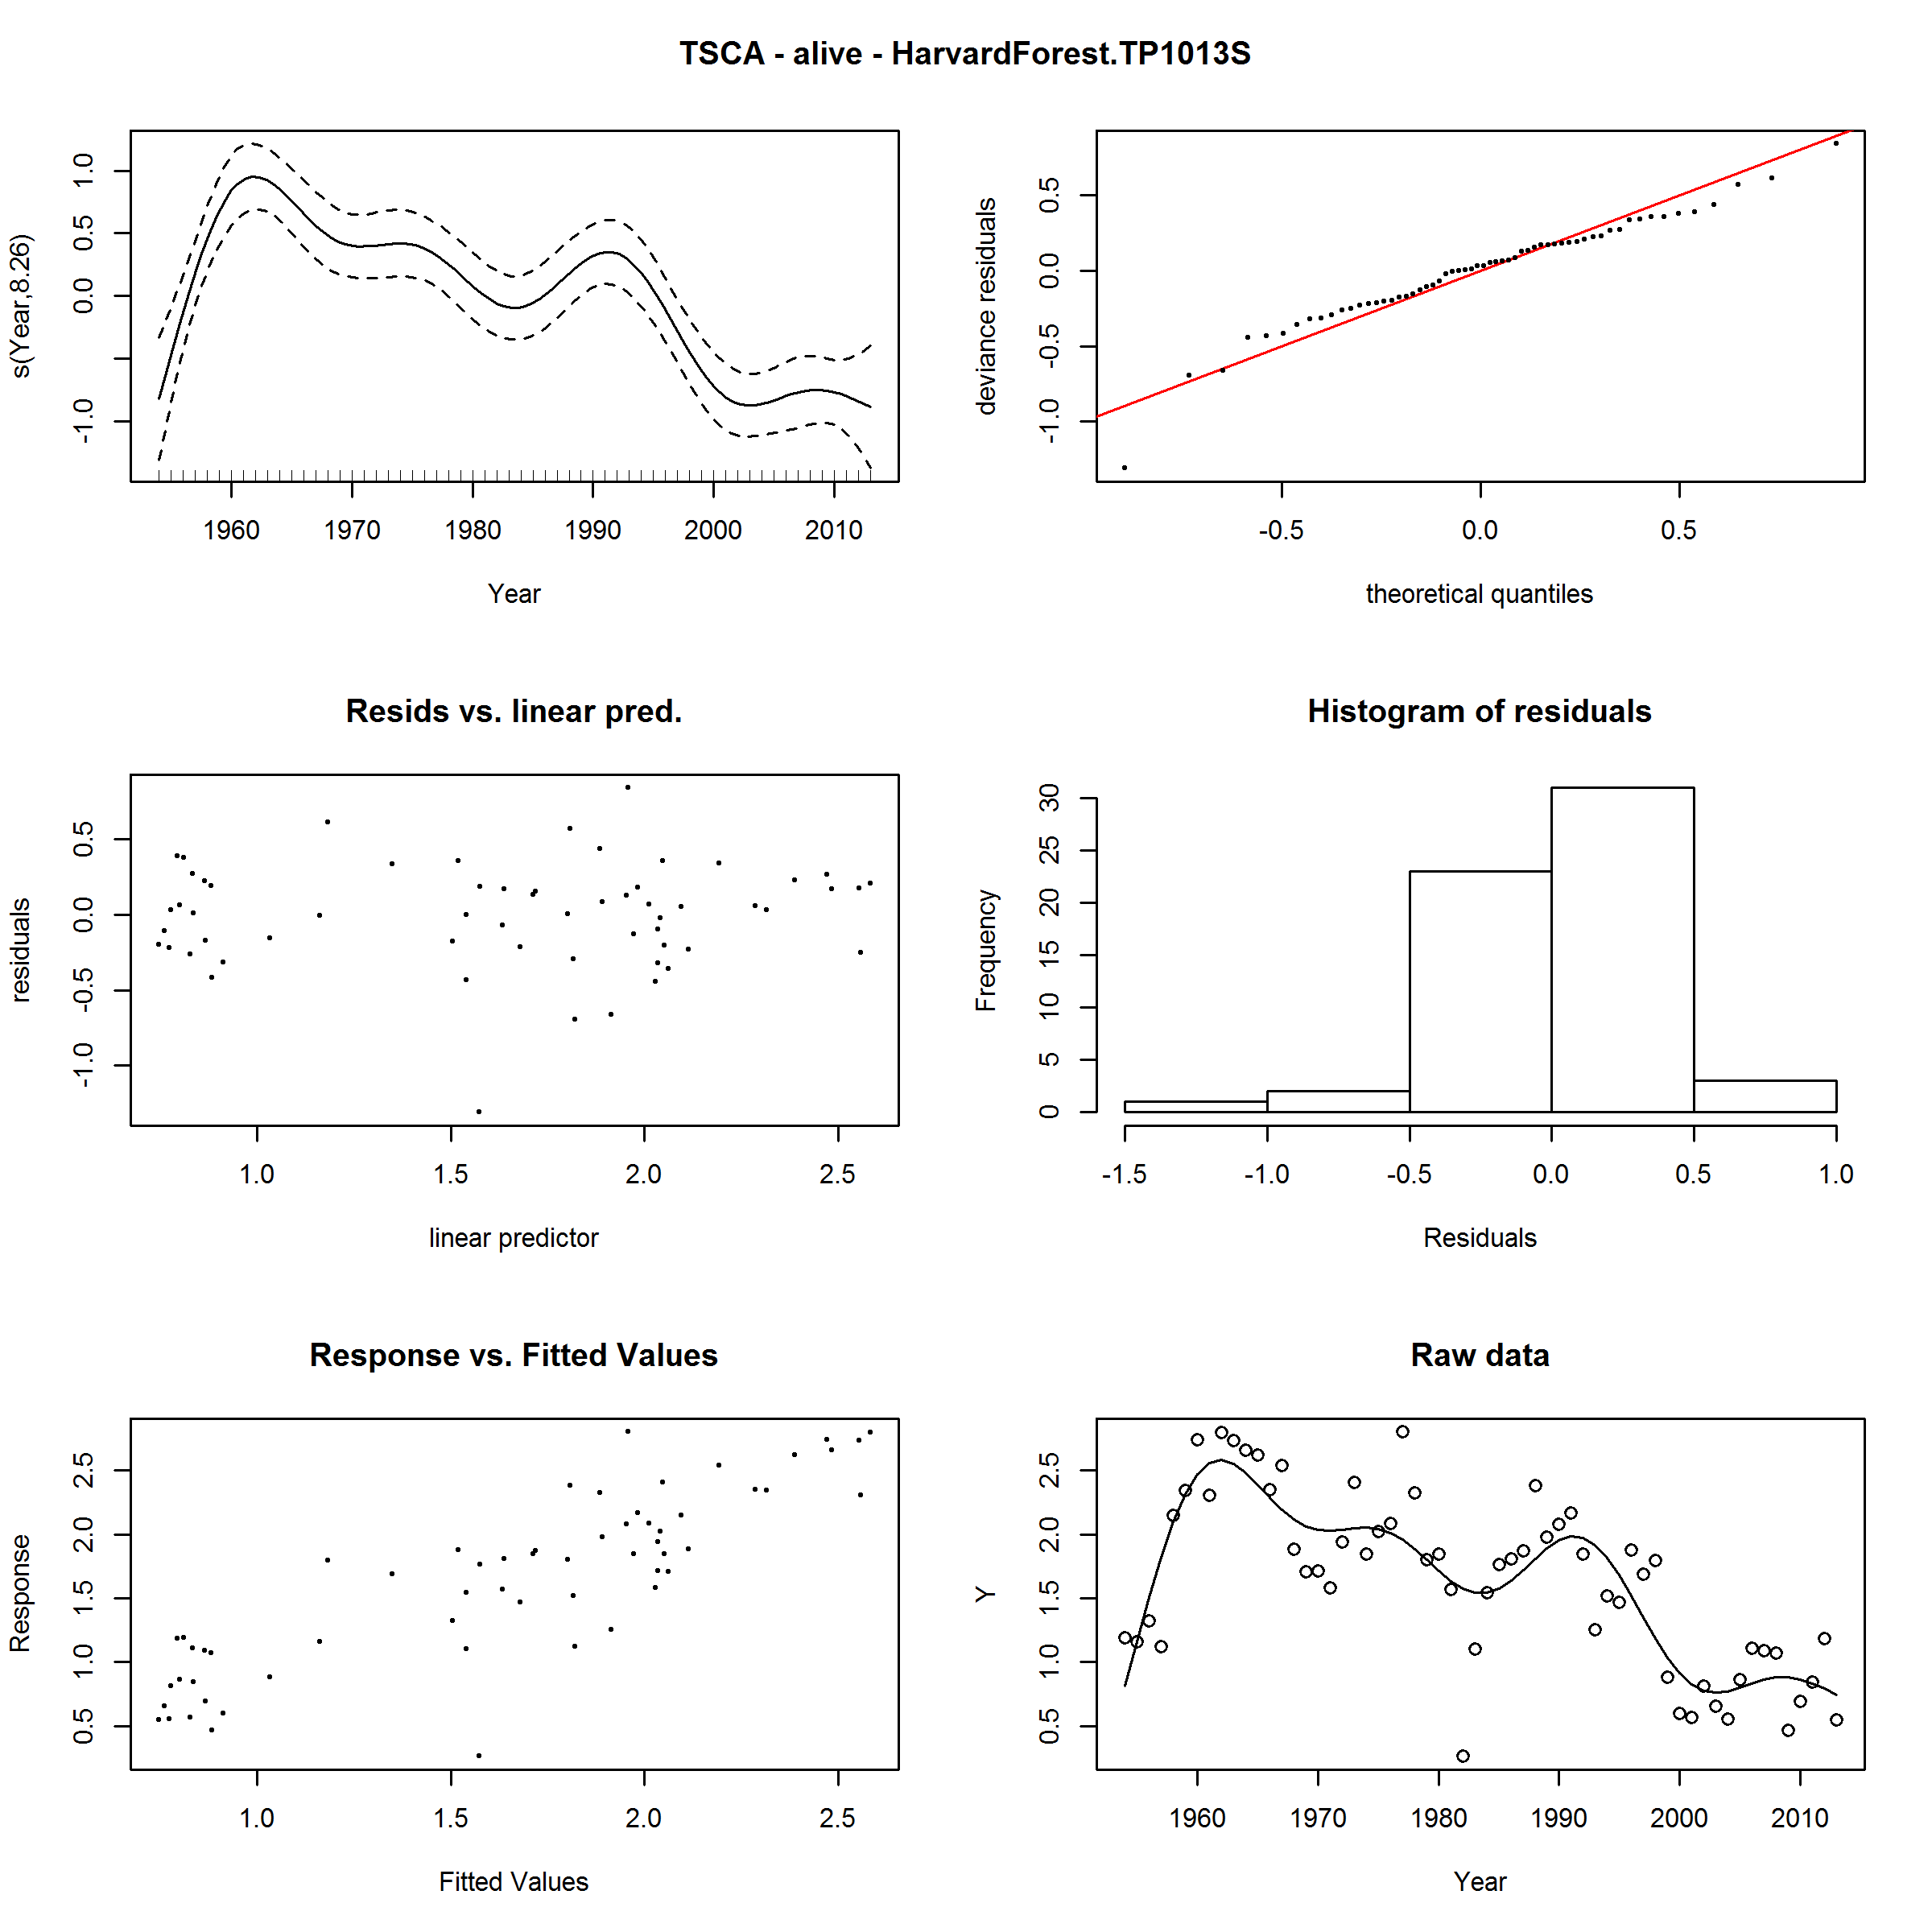 TSCA - alive - HarvardForest.TP1013S
s(Year,8.26)
1.0
0.5
0.0
-1.0
1960 1970 1980 1990 2000 2010
Year
deviance residuals
0.5
0.0
-0.5
-1.0
-0.5 0.0 0.5
theoretical quantiles
Resids vs. linear pred.
residuals
0.5
0.0
-0.5
-1.0
1.0 1.5 2.0 2.5
linear predictor
Histogram of residuals
Frequency
30
25
20
15
10
5
0
-1.5 -1.0 -0.5 0.0 0.5 1.0
Residuals
Response vs. Fitted Values
Response
2.5
2.0
1.5
1.0
0.5
1.0 1.5 2.0 2.5
Fitted Values
Raw data
Y
2.5
2.0
1.5
1.0
0.5
1960 1970 1980 1990 2000 2010
Year